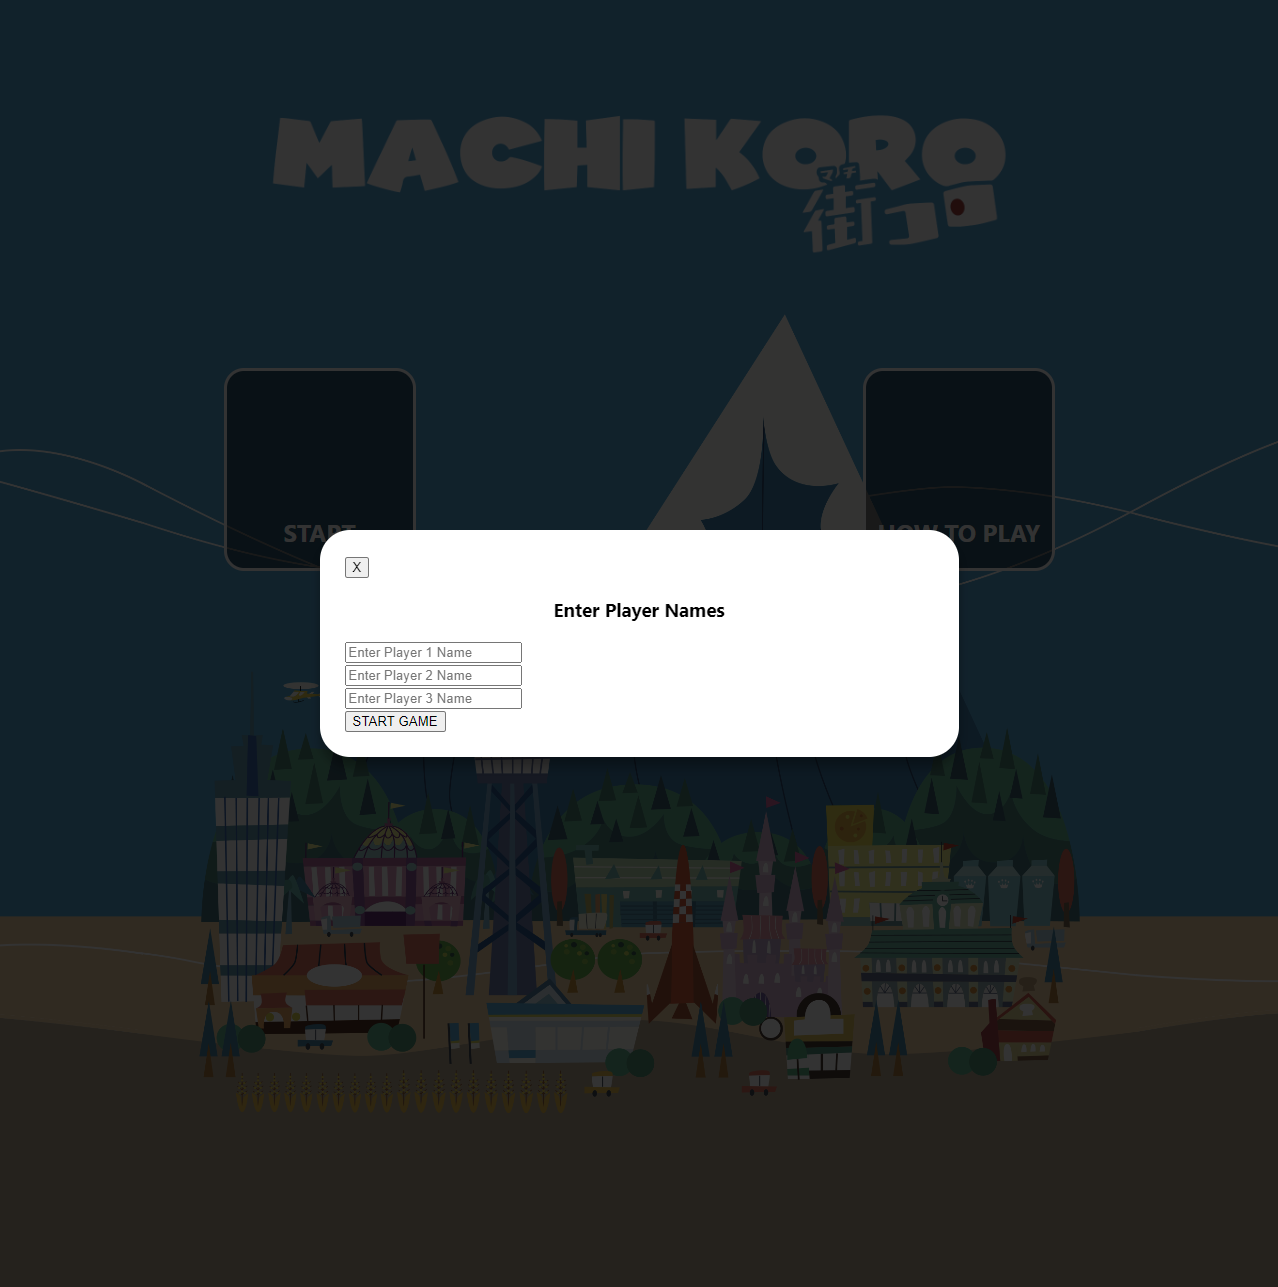 MACHI KORO
マチ
街コロ
START
HOW TO PLAY
X
Enter Player Names
Enter Player 1 Name
Enter Player 2 Name
Enter Player 3 Name
START GAME